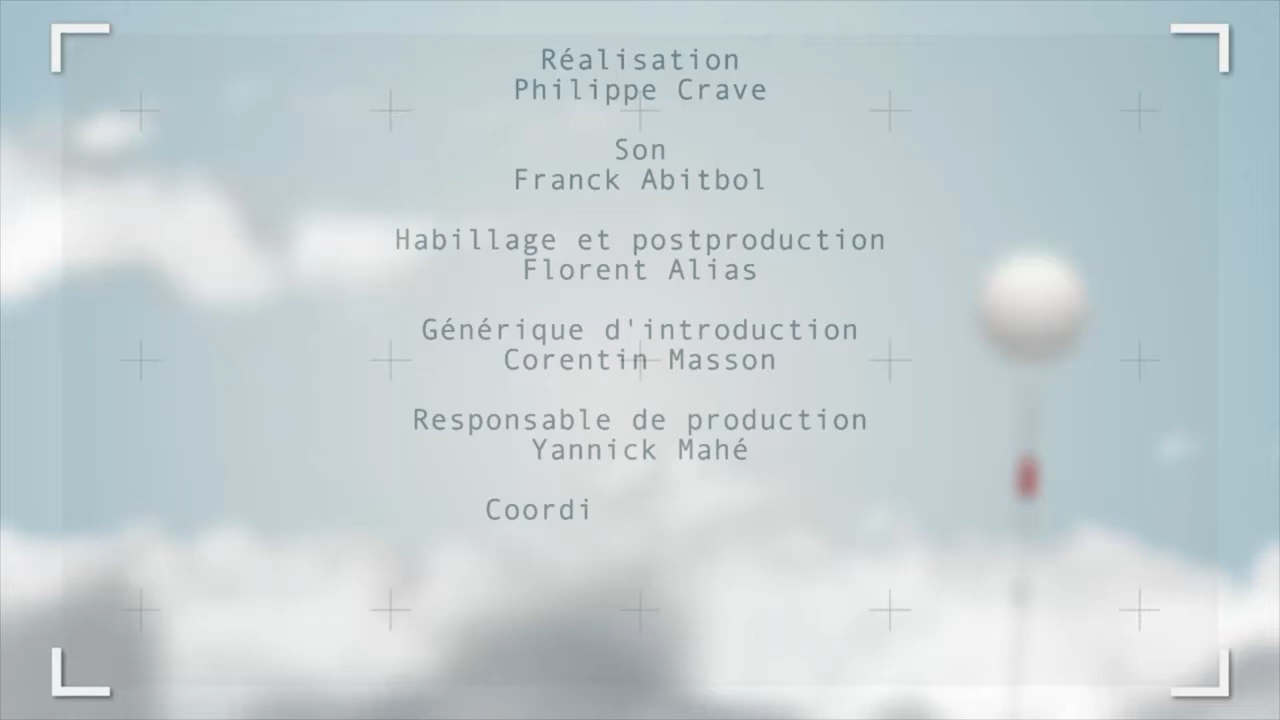 Réalisation
Philippe Crave
Son
Franck Abitbol
Habillage et postproduction
Florent Alias
Générique d'introduction
Corentin Masson
Responsable de production
Yannick Mahé
Coordi